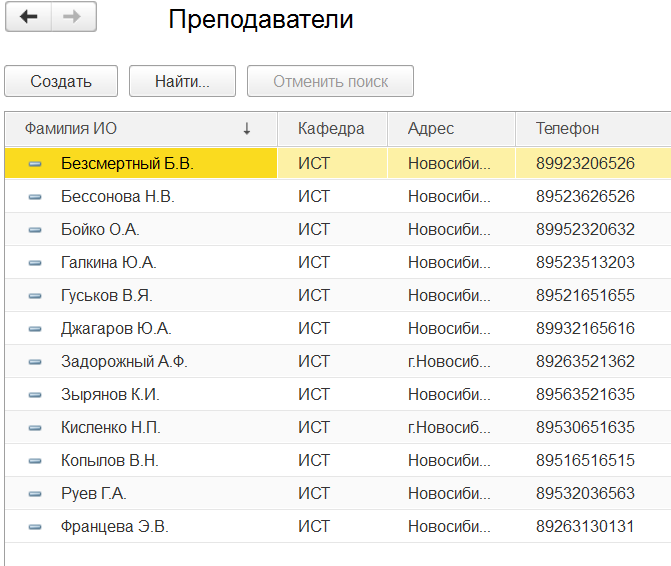 Преподаватели
Создать Найти... Отменить поиск
Фамилия ИО ↓ Кафедра Адрес Телефон
Безсмертный Б.В. ИСТ Новосиби... 89923206526
Бессонова Н.В. ИСТ Новосиби... 89523626526
Бойко О.А. ИСТ Новосиби... 89952320632
Галкина Ю.А. ИСТ Новосиби... 89523513203
Гуськов В.Я. ИСТ Новосиби... 89521651655
Джагаров Ю.А. ИСТ Новосиби... 89932165616
Задорожный А.Ф. ИСТ г.Новосиб... 89263521362
Зырянов К.И. ИСТ Новосиби... 89563521635
Кисленко Н.П. ИСТ г.Новосиб... 89530651635
Копылов В.Н. ИСТ Новосиби... 89516516515
Руев Г.А. ИСТ Новосиби... 89532036563
Францева Э.В. ИСТ Новосиби... 89263130131